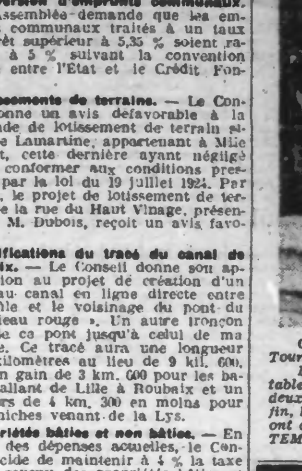 version d'emprunts communaux.
Assemblée demande que les em-
s communaux traités à un taux
rêt supérieur à 5,35 % soient ra-
à 5 % suivant la convention
entre l'Etat et le Crédit Fon-
ssements de terrains. — Le Con-
onne un avis défavorable à la
nde de lotissement de terrain si-
e Lamartine, appartenant à Mlle
t, cette dernière ayant négligé
conformer aux conditions pres-
par la loi du 19 juillet 1924. Par
, le projet de lotissement de ter-
e la rue du Haut Vinage, présen-
M. Dubois, reçoit un avis favo-
ifications du tracé du canal de
ix. — Le Conseil donne son ap-
ion au projet de création d'un
au canal en ligne directe entre
le et le voisinage du pont du
eau rouge ». Un autre tronçon
e ce pont jusqu'à celui de ma
e. Ce tracé aura une longueur
kilomètres au lieu de 9 kil. 600,
n gain de 3 km. 600 pour les ba-
allant de Lille à Roubaix et un
rs de 4 km. 300 en moins pour
niches venant de la Lys.
riétés bâties et non bâties. — En
des dépenses actuelles, le Con-
cide de maintenir à 4 % la taxe
Tour
table
deux
fin, l
ont d
TEM